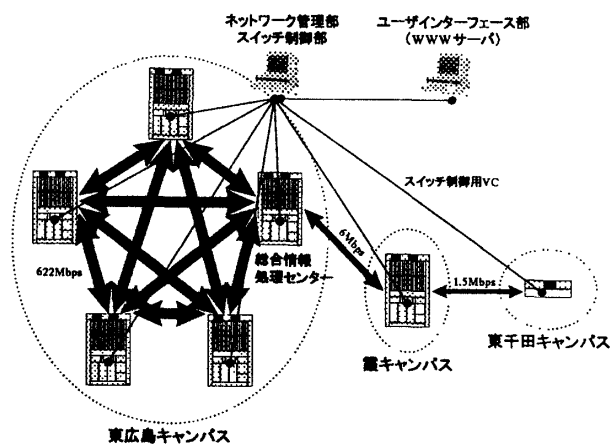 ネットワーク管理部
スイッチ制御部
ユーザインターフェース部
(WWWサーバ)
スイッチ制御用VC
622Mbps
総合情報
処理センター
6Mbps
1.5Mbps
霞キャンパス
東千田キャンパス
東広島キャンパス